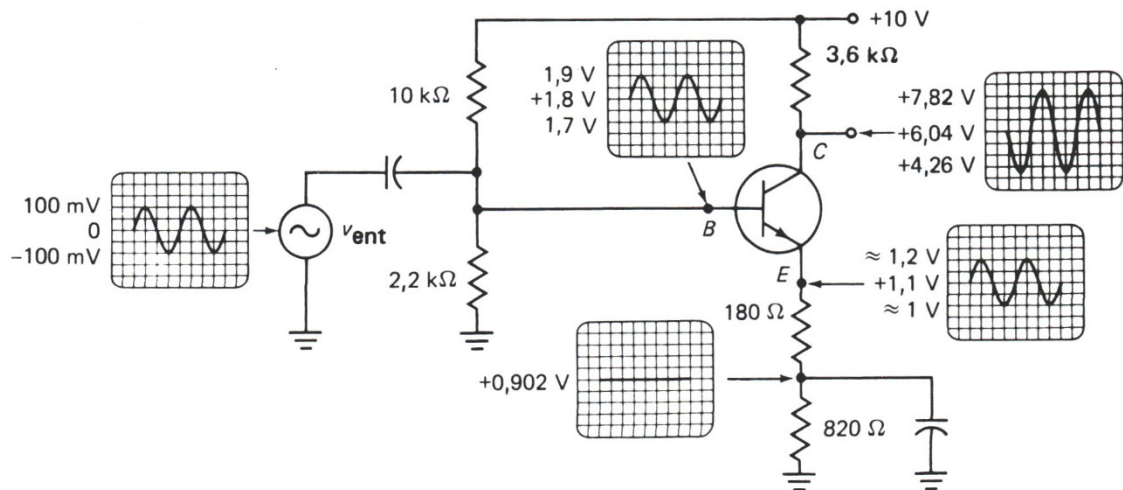 +10 V
3,6 kΩ
10 kΩ
1,9 V
+1,8 V
1,7 V
+7,82 V
+6,04 V
+4,26 V
C
100 mV
0
−100 mV
vent
B
2,2 kΩ
E
≈ 1,2 V
+1,1 V
≈ 1 V
180 Ω
+0,902 V
820 Ω